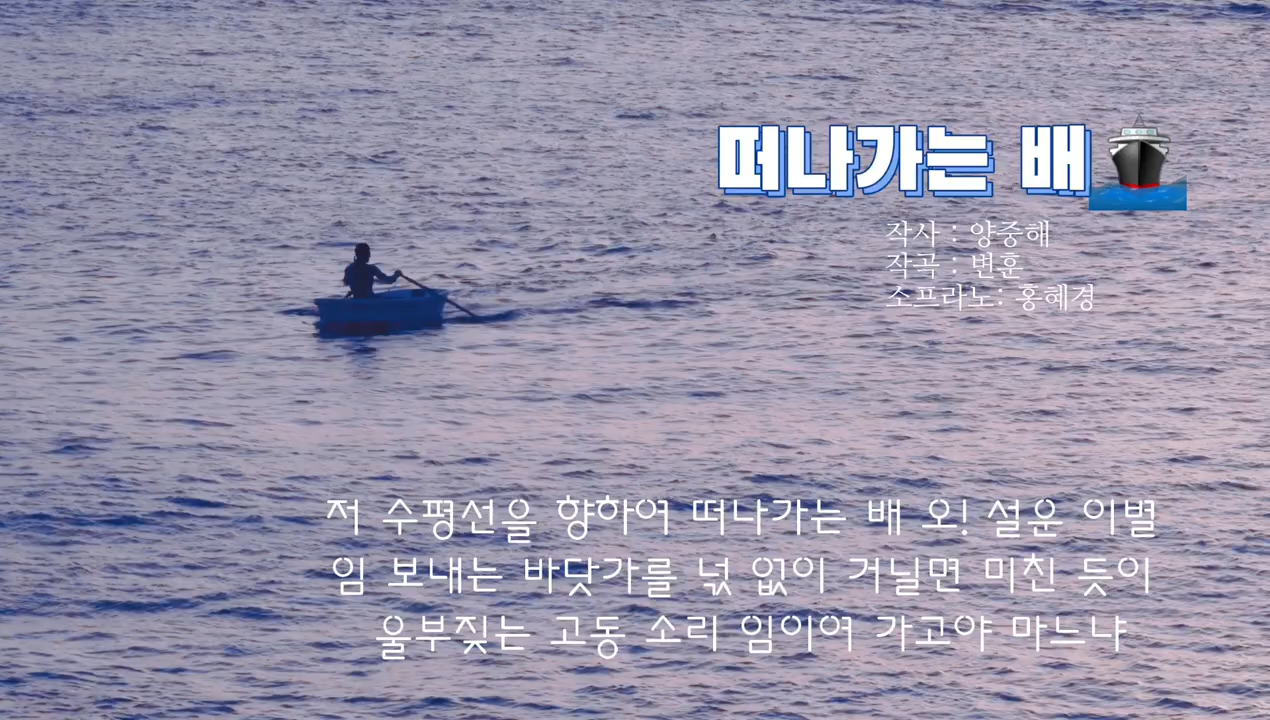 떠나가는 배
작사 : 양중해
작곡 : 변훈
소프라노: 홍혜경
저 수평선을 향하여 떠나가는 배 오! 설운 이별
임 보내는 바닷가를 넋 없이 거닐면 미친 듯이
울부짖는 고동 소리 임이여 가고야 마느냐